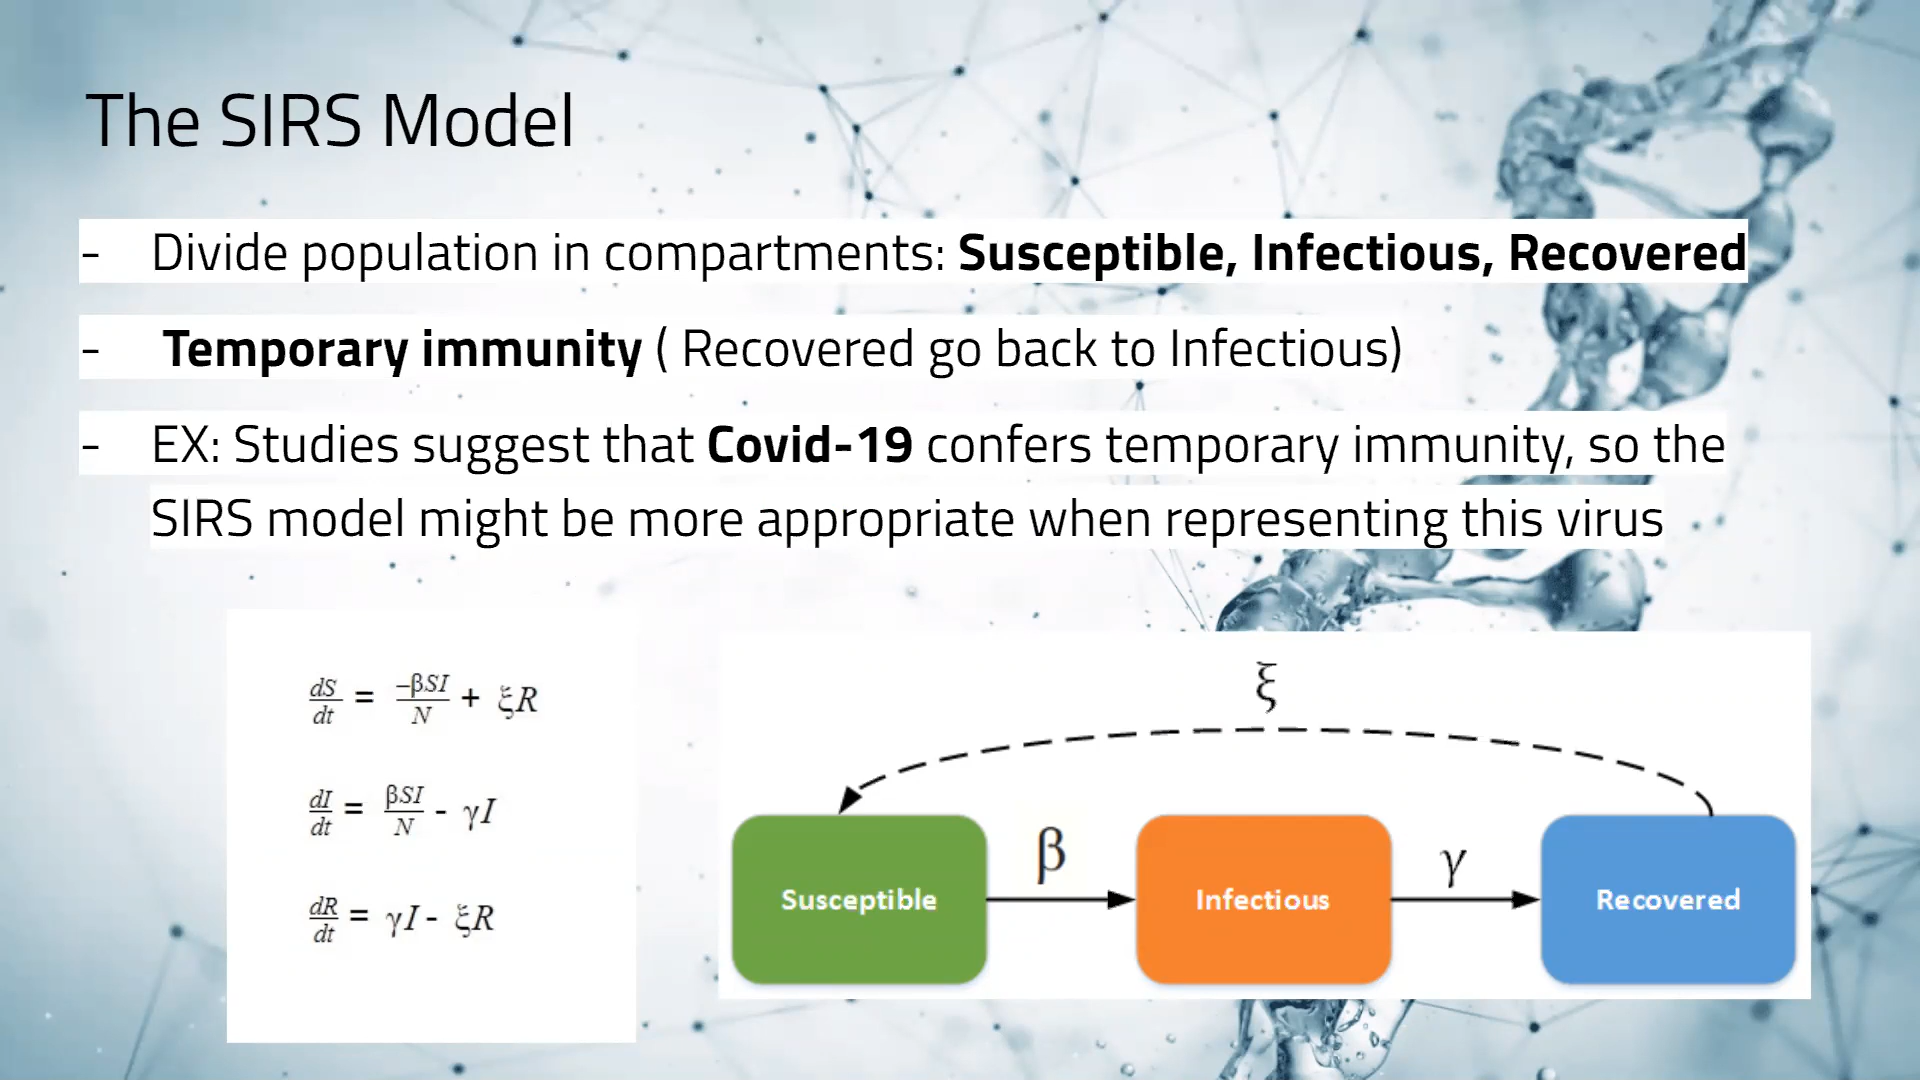 The SIRS Model
- Divide population in compartments: Susceptible, Infectious, Recovered
- Temporary immunity ( Recovered go back to Infectious)
- EX: Studies suggest that Covid-19 confers temporary immunity, so the
SIRS model might be more appropriate when representing this virus
dS/dt = −βSI/N + ξR
dI/dt = βSI/N - γI
dR/dt = γI - ξR
ξ
β
γ
Susceptible
Infectious
Recovered